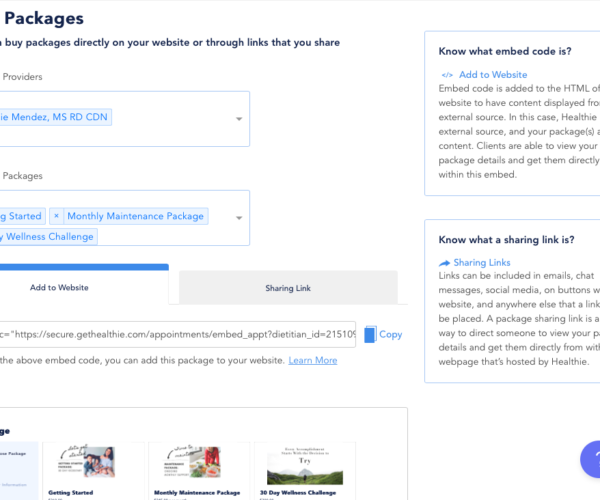 Packages
buy packages directly on your website or through links that you share
Providers
ie Mendez, MS RD CDN
Packages
g Started × Monthly Maintenance Package
y Wellness Challenge
Add to Website
Sharing Link
c="https://secure.gethealthie.com/appointments/embed_appt?dietitian_id=215109
Copy
the above embed code, you can add this package to your website. Learn More
ge
Getting Started
Monthly Maintenance Package
30 Day Wellness Challenge
Know what embed code is?
</> Add to Website
Embed code is added to the HTML of
website to have content displayed from
external source. In this case, Healthie
external source, and your package(s) a
content. Clients are able to view your
package details and get them directly
within this embed.
Know what a sharing link is?
Sharing Links
Links can be included in emails, chat
messages, social media, on buttons w
website, and anywhere else that a link
be placed. A package sharing link is a
way to direct someone to view your pa
details and get them directly from with
webpage that's hosted by Healthie.